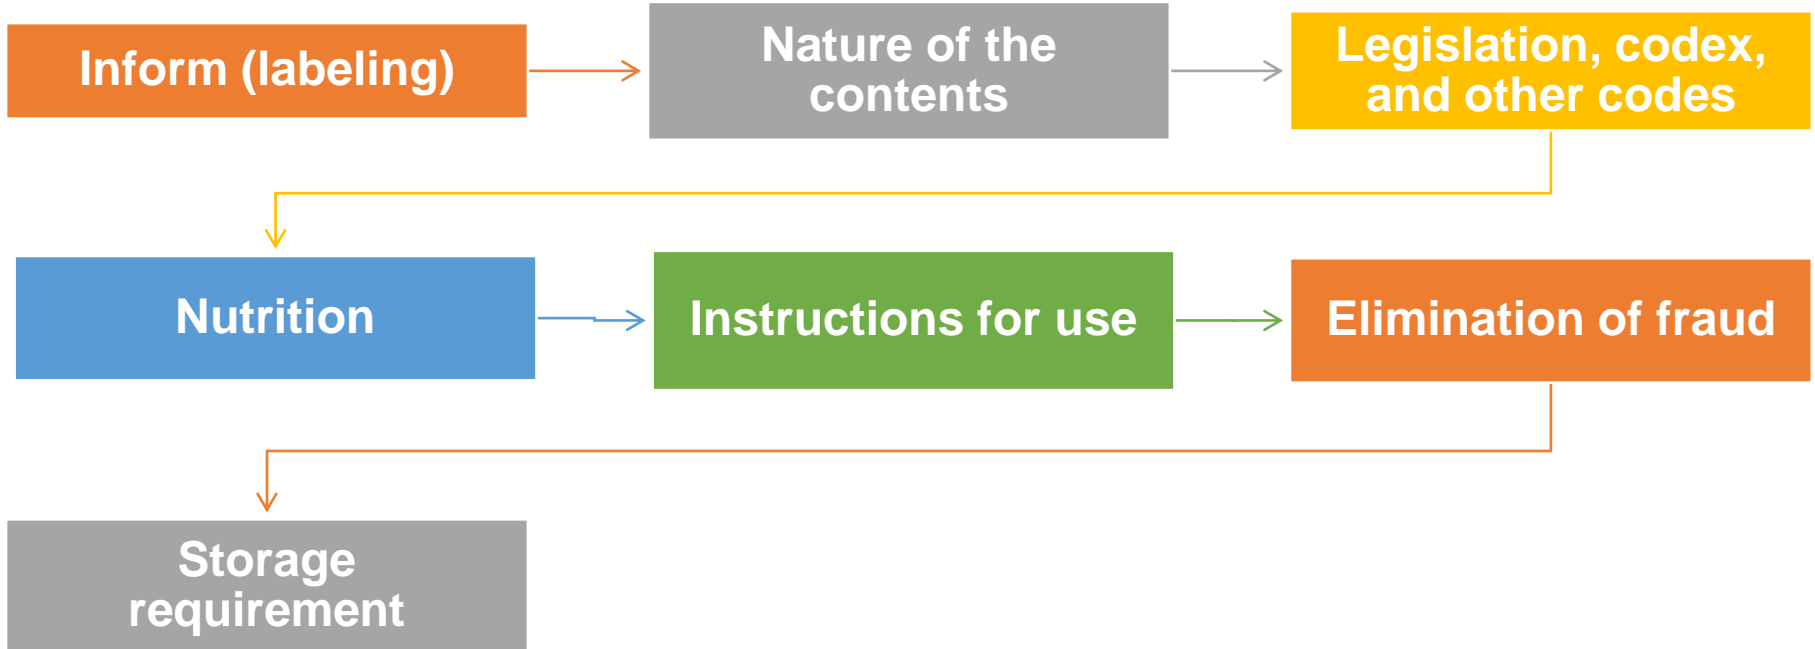 Inform (labeling)
Nature of the
contents
Legislation, codex,
and other codes
Nutrition
Instructions for use
Elimination of fraud
Storage
requirement